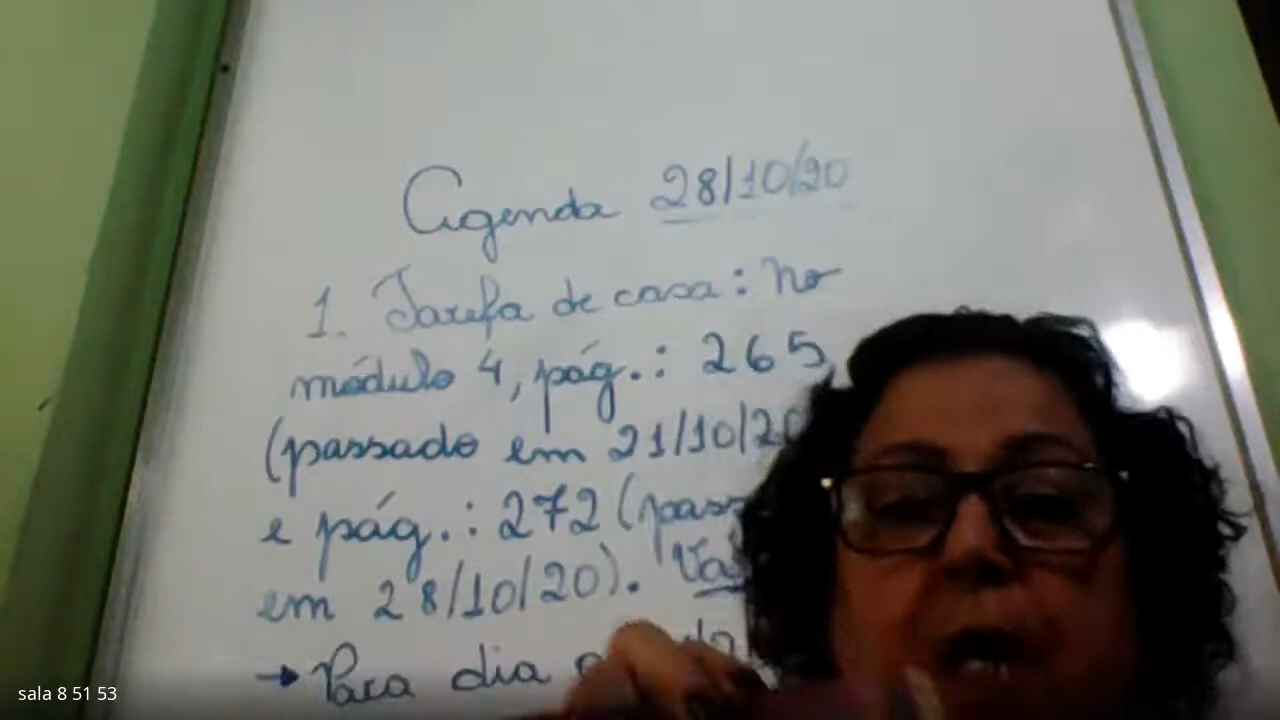 Agenda 28/10/20
1. Tarefa de casa: no
módulo 4, pág.: 265,
(passado em 21/10/20
e pág.: 272 (pass
em 28/10/20). Va
→ Para dia
sala 8 51 53